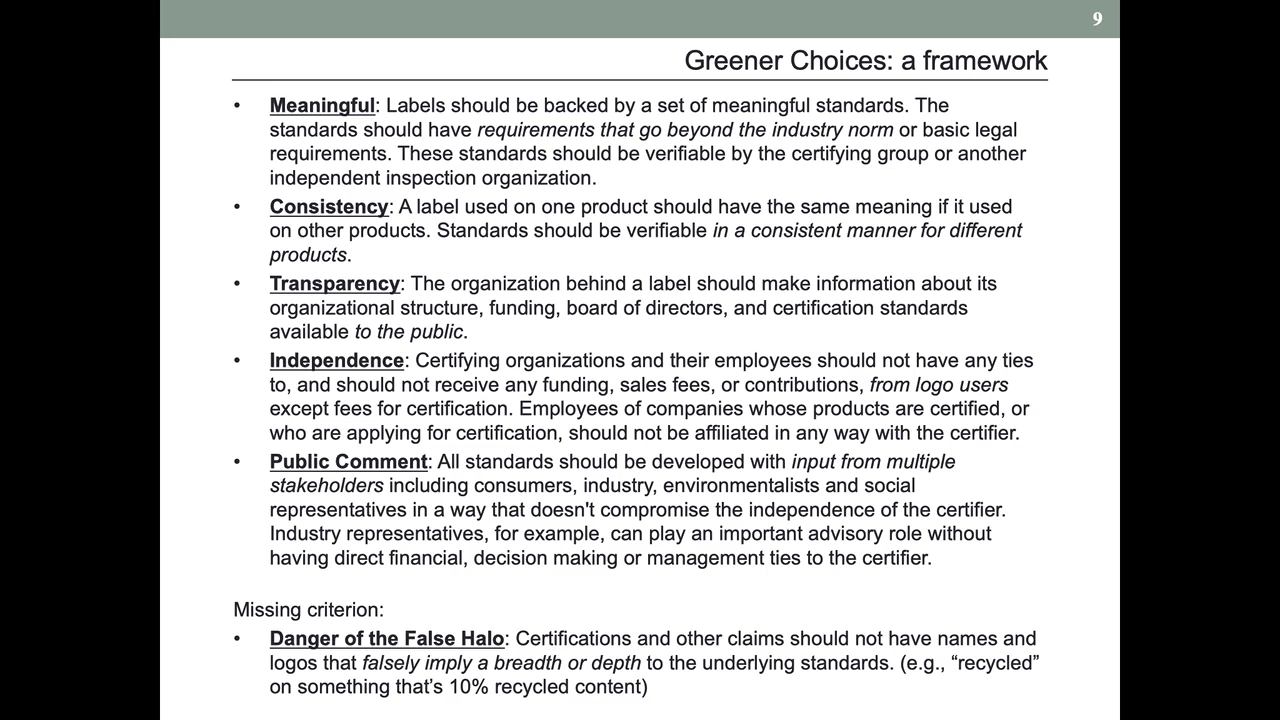 9
Greener Choices: a framework
• Meaningful: Labels should be backed by a set of meaningful standards. The
standards should have requirements that go beyond the industry norm or basic legal
requirements. These standards should be verifiable by the certifying group or another
independent inspection organization.
• Consistency: A label used on one product should have the same meaning if it used
on other products. Standards should be verifiable in a consistent manner for different
products.
• Transparency: The organization behind a label should make information about its
organizational structure, funding, board of directors, and certification standards
available to the public.
• Independence: Certifying organizations and their employees should not have any ties
to, and should not receive any funding, sales fees, or contributions, from logo users
except fees for certification. Employees of companies whose products are certified, or
who are applying for certification, should not be affiliated in any way with the certifier.
• Public Comment: All standards should be developed with input from multiple
stakeholders including consumers, industry, environmentalists and social
representatives in a way that doesn't compromise the independence of the certifier.
Industry representatives, for example, can play an important advisory role without
having direct financial, decision making or management ties to the certifier.
Missing criterion:
• Danger of the False Halo: Certifications and other claims should not have names and
logos that falsely imply a breadth or depth to the underlying standards. (e.g., “recycled”
on something that’s 10% recycled content)